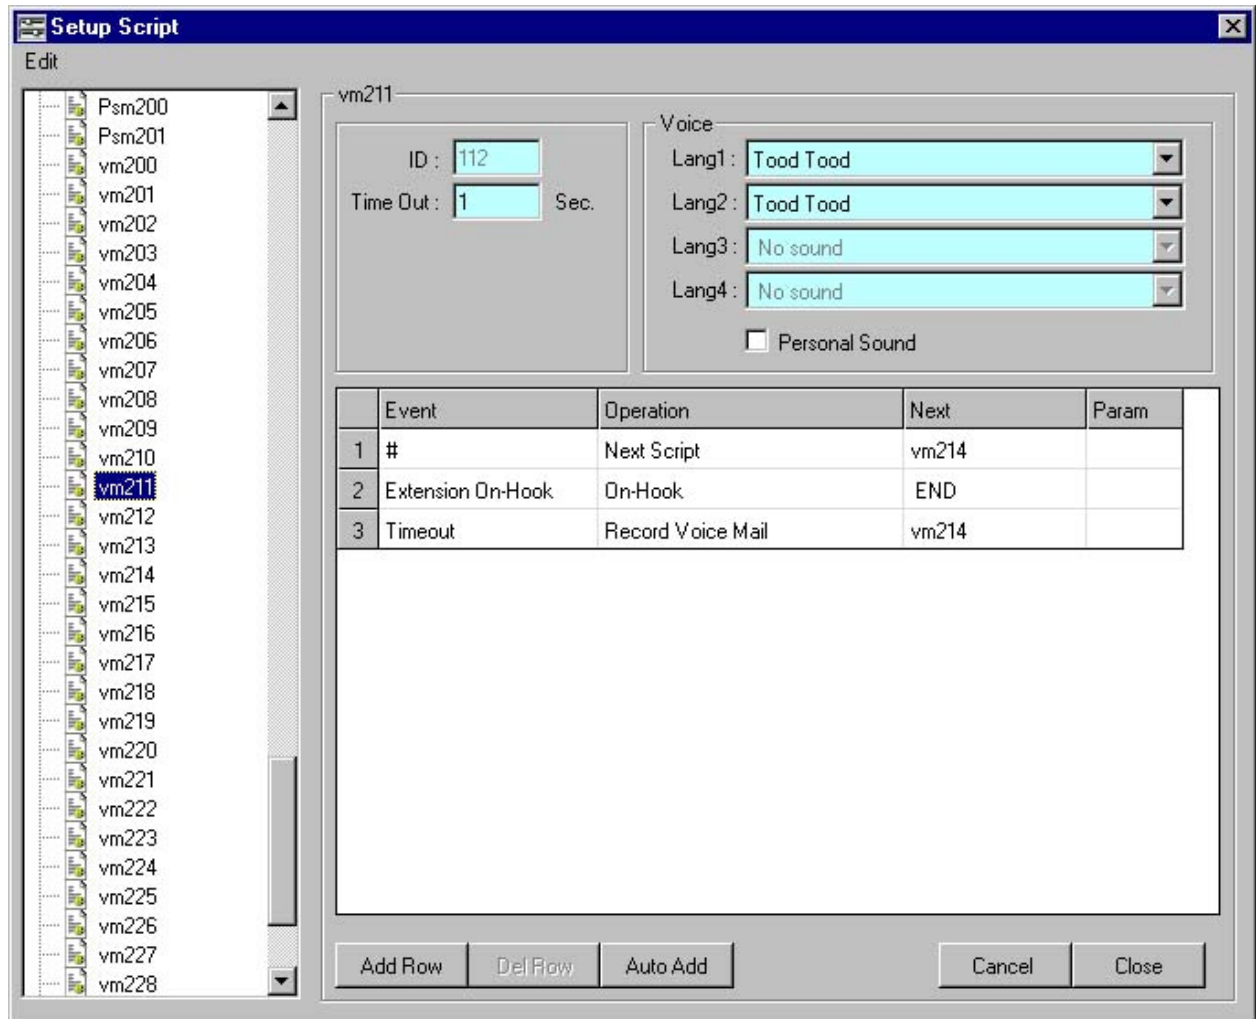 Setup Script
Edit
Psm200
Psm201
vm200
vm201
vm202
vm203
vm204
vm205
vm206
vm207
vm208
vm209
vm210
vm211
vm212
vm213
vm214
vm215
vm216
vm217
vm218
vm219
vm220
vm221
vm222
vm223
vm224
vm225
vm226
vm227
vm228
vm211
ID : 112
Time Out : 1 Sec.
Voice
Lang1 : Tood Tood
Lang2 : Tood Tood
Lang3 : No sound
Lang4 : No sound
Personal Sound
Event Operation Next Param
1 # Next Script vm214
2 Extension On-Hook On-Hook END
3 Timeout Record Voice Mail vm214
Add Row Del Row Auto Add Cancel Close